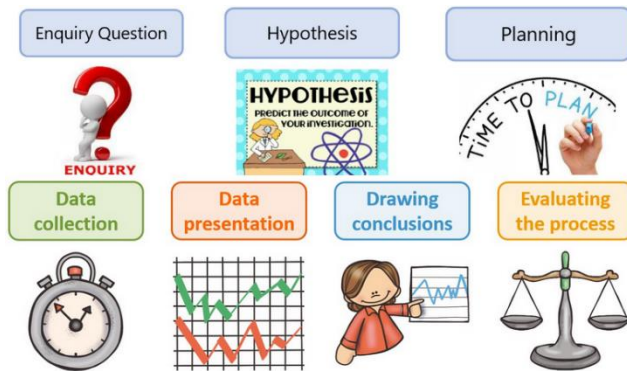 Enquiry Question
Hypothesis
Planning
ENQUIRY
HYPOTHESIS
PREDICT THE OUTCOME OF
YOUR INVESTIGATION.
TIME TO PLAN
Data
collection
Data
presentation
Drawing
conclusions
Evaluating
the process